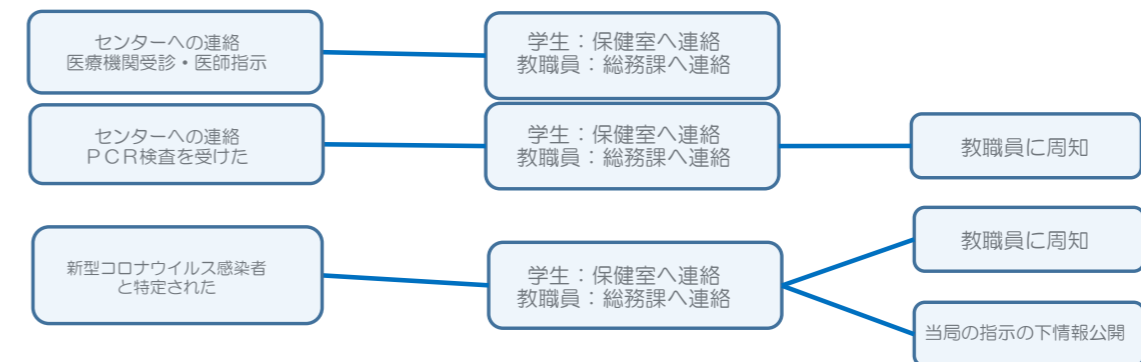 センターへの連絡
医療機関受診・医師指示
学生：保健室へ連絡
教職員：総務課へ連絡
センターへの連絡
ＰＣＲ検査を受けた
学生：保健室へ連絡
教職員：総務課へ連絡
教職員に周知
新型コロナウイルス感染者
と特定された
学生：保健室へ連絡
教職員：総務課へ連絡
教職員に周知
当局の指示の下情報公開